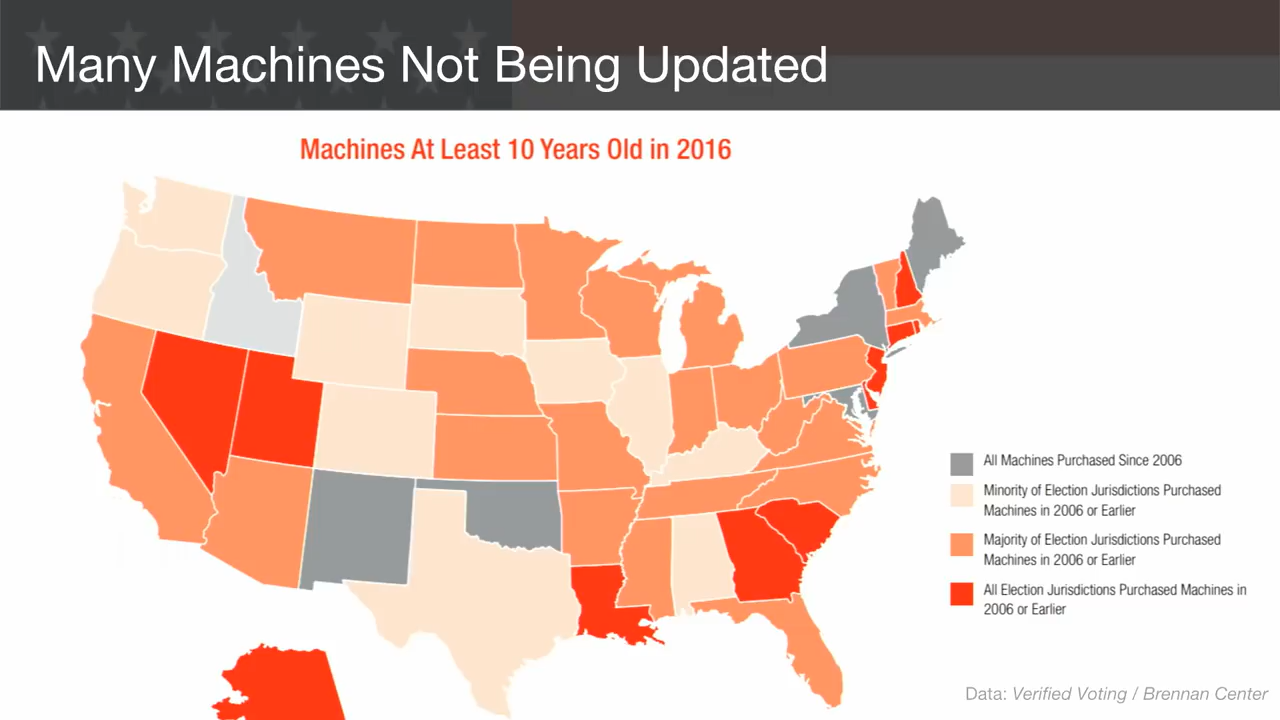 Many Machines Not Being Updated
Machines At Least 10 Years Old in 2016
All Machines Purchased Since 2006
Minority of Election Jurisdictions Purchased
Machines in 2006 or Earlier
Majority of Election Jurisdictions Purchased
Machines in 2006 or Earlier
All Election Jurisdictions Purchased Machines in
2006 or Earlier
Data: Verified Voting / Brennan Center